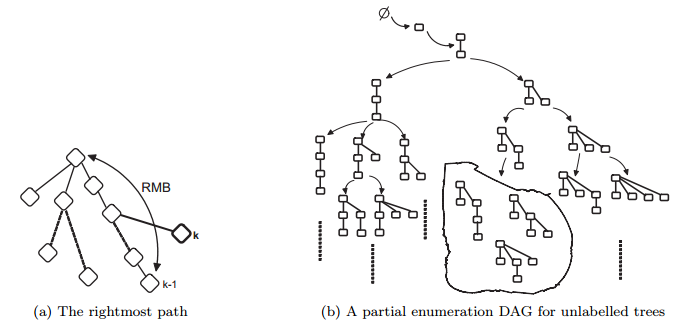 ∅
RMB
k
k-1
(a) The rightmost path
(b) A partial enumeration DAG for unlabelled trees